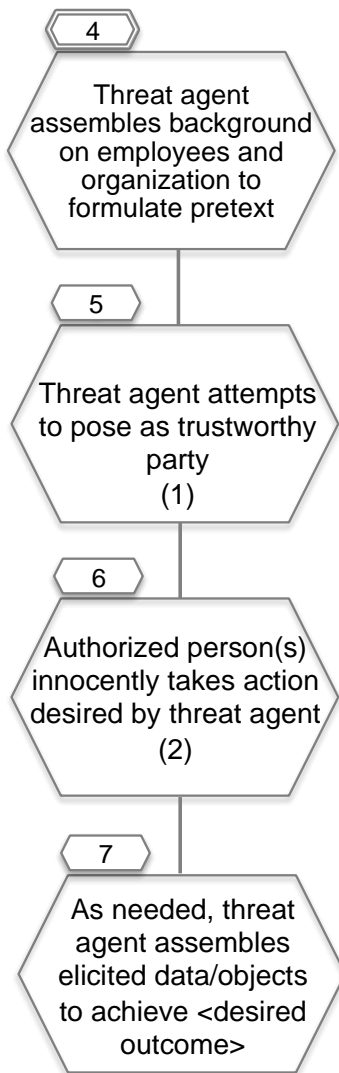 4
Threat agent
assembles background
on employees and
organization to
formulate pretext
5
Threat agent attempts
to pose as trustworthy
party
(1)
6
Authorized person(s)
innocently takes action
desired by threat agent
(2)
7
As needed, threat
agent assembles
elicited data/objects
to achieve <desired
outcome>